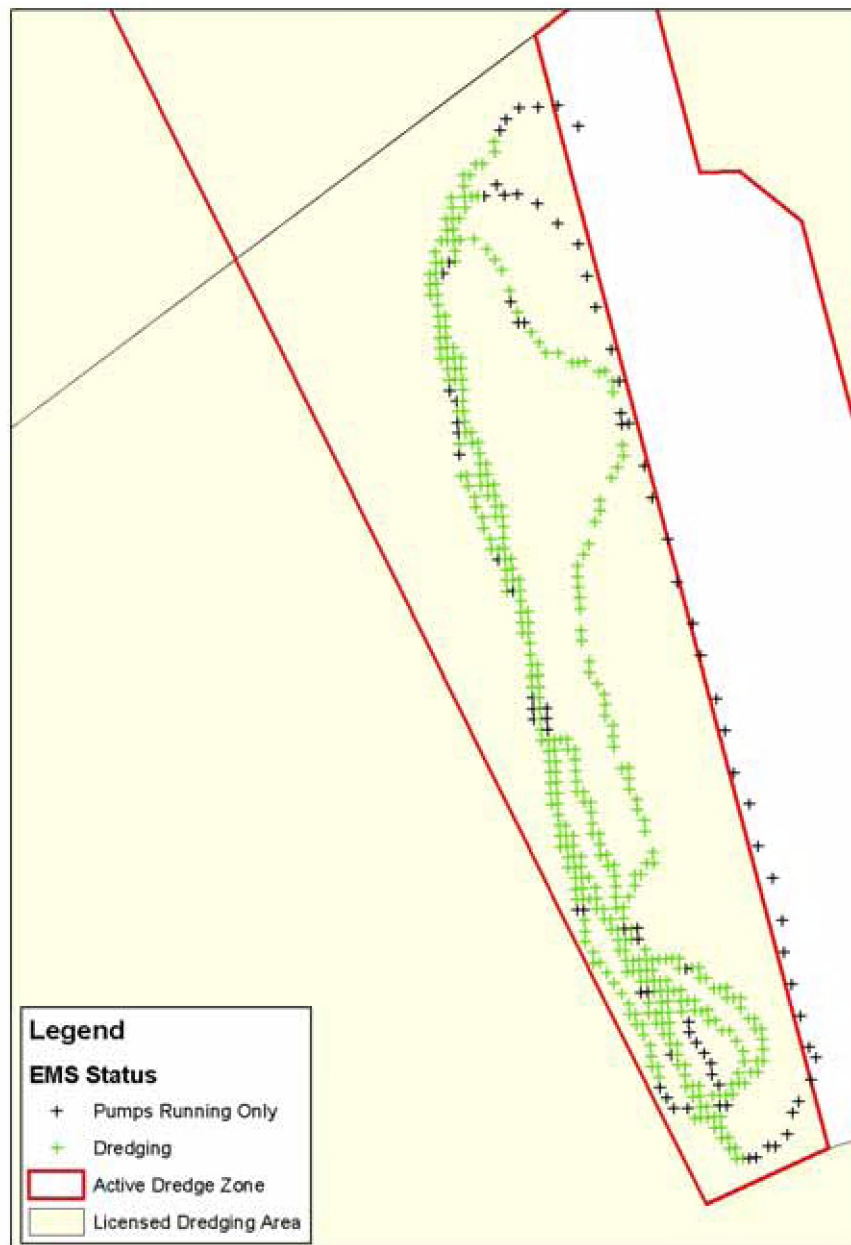 Legend
EMS Status
Pumps Running Only
Dredging
Active Dredge Zone
Licensed Dredging Area